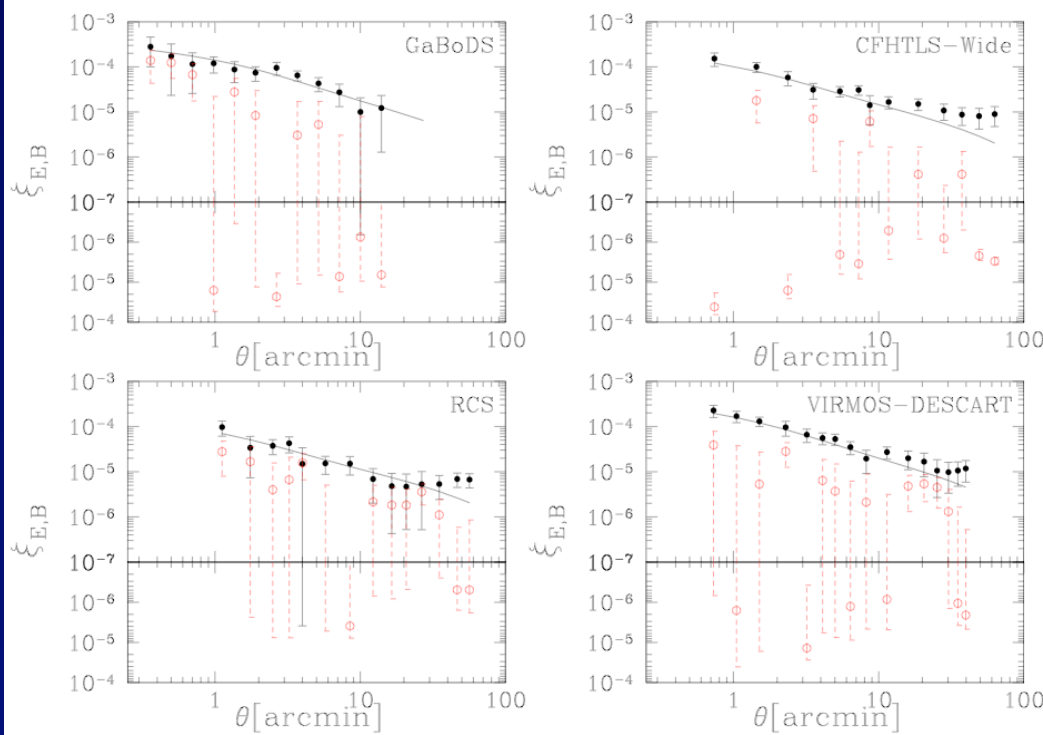 GaBoDS
CFHTLS-Wide
10⁻³
10⁻⁴
10⁻⁵
10⁻⁶
10⁻⁷
10⁻⁶
10⁻⁵
10⁻⁴
ξE,B
1 10 100
θ[arcmin]
10⁻³
10⁻⁴
10⁻⁵
10⁻⁶
10⁻⁷
10⁻⁶
10⁻⁵
10⁻⁴
ξE,B
1 10 100
θ[arcmin]
RCS
VIRMOS-DESCART
10⁻³
10⁻⁴
10⁻⁵
10⁻⁶
10⁻⁷
10⁻⁶
10⁻⁵
10⁻⁴
ξE,B
1 10 100
θ[arcmin]
10⁻³
10⁻⁴
10⁻⁵
10⁻⁶
10⁻⁷
10⁻⁶
10⁻⁵
10⁻⁴
ξE,B
1 10 100
θ[arcmin]